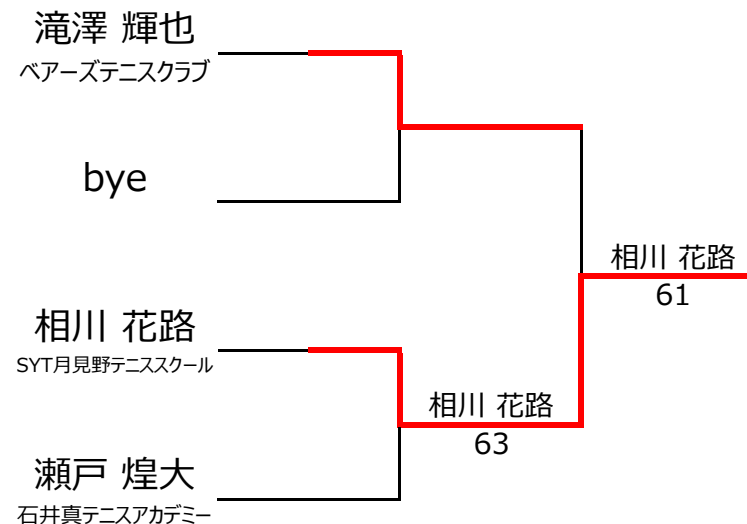 滝澤 輝也
ベアーズテニスクラブ
bye
相川 花路
61
相川 花路
SYT月見野テニススクール
相川 花路
63
瀬戸 煌大
石井真テニスアカデミー